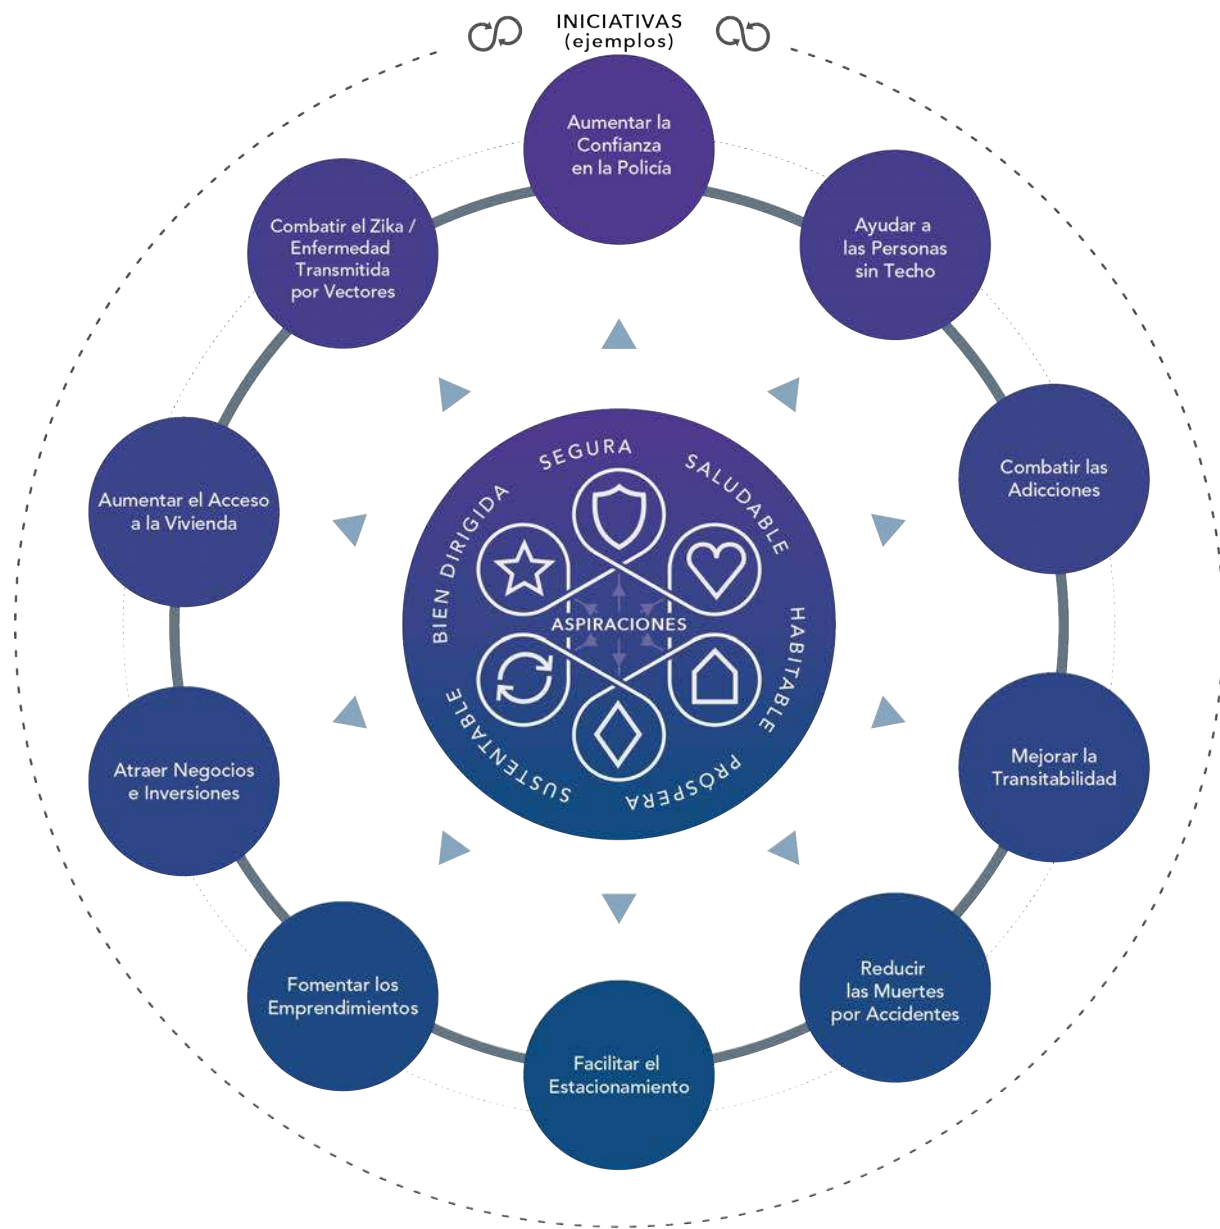 INICIATIVAS
(ejemplos)
Aumentar la
Confianza
en la Policía
Ayudar a
las Personas
sin Techo
Combatir las
Adicciones
Mejorar la
Transitabilidad
Reducir
las Muertes
por Accidentes
Facilitar el
Estacionamiento
Fomentar los
Emprendimientos
Atraer Negocios
e Inversiones
Aumentar el Acceso
a la Vivienda
Combatir el Zika /
Enfermedad
Transmitida
por Vectores
SEGURA
SALUDABLE
HABITABLE
PRÓSPERA
SUSTENTABLE
BIEN DIRIGIDA
ASPIRACIONES